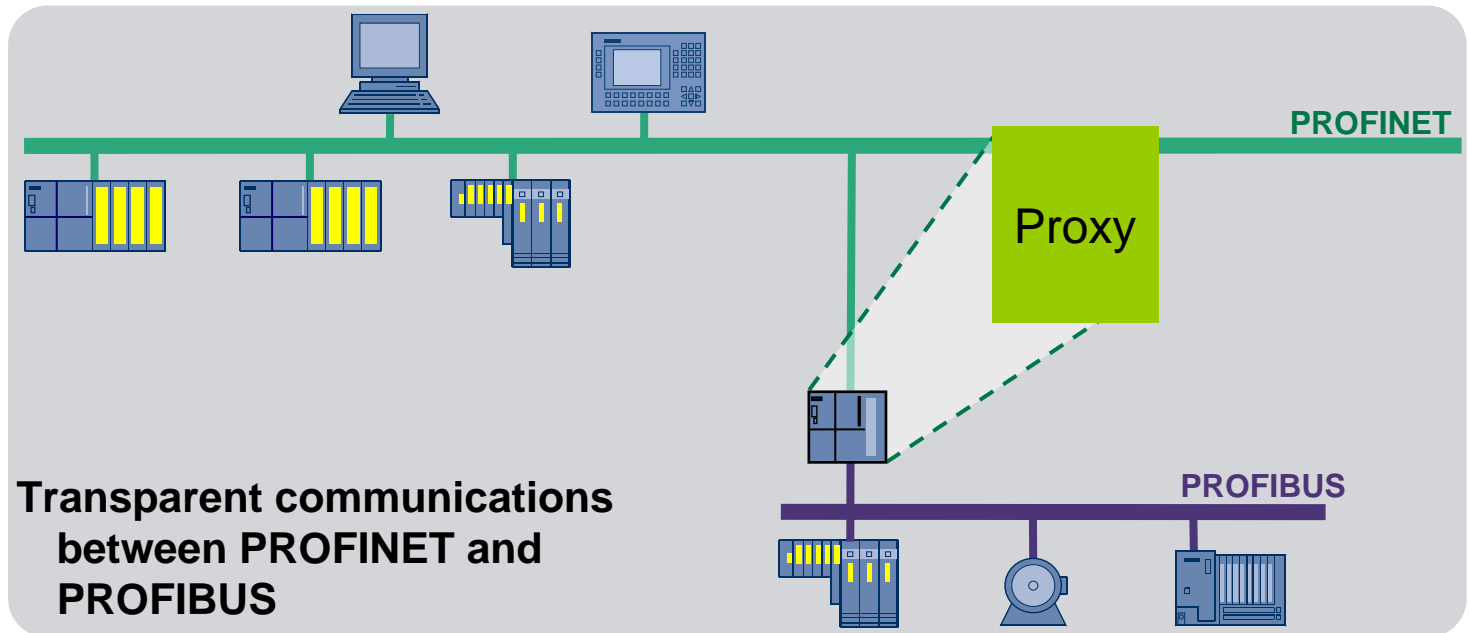 PROFINET
Proxy
PROFIBUS
Transparent communications
between PROFINET and
PROFIBUS